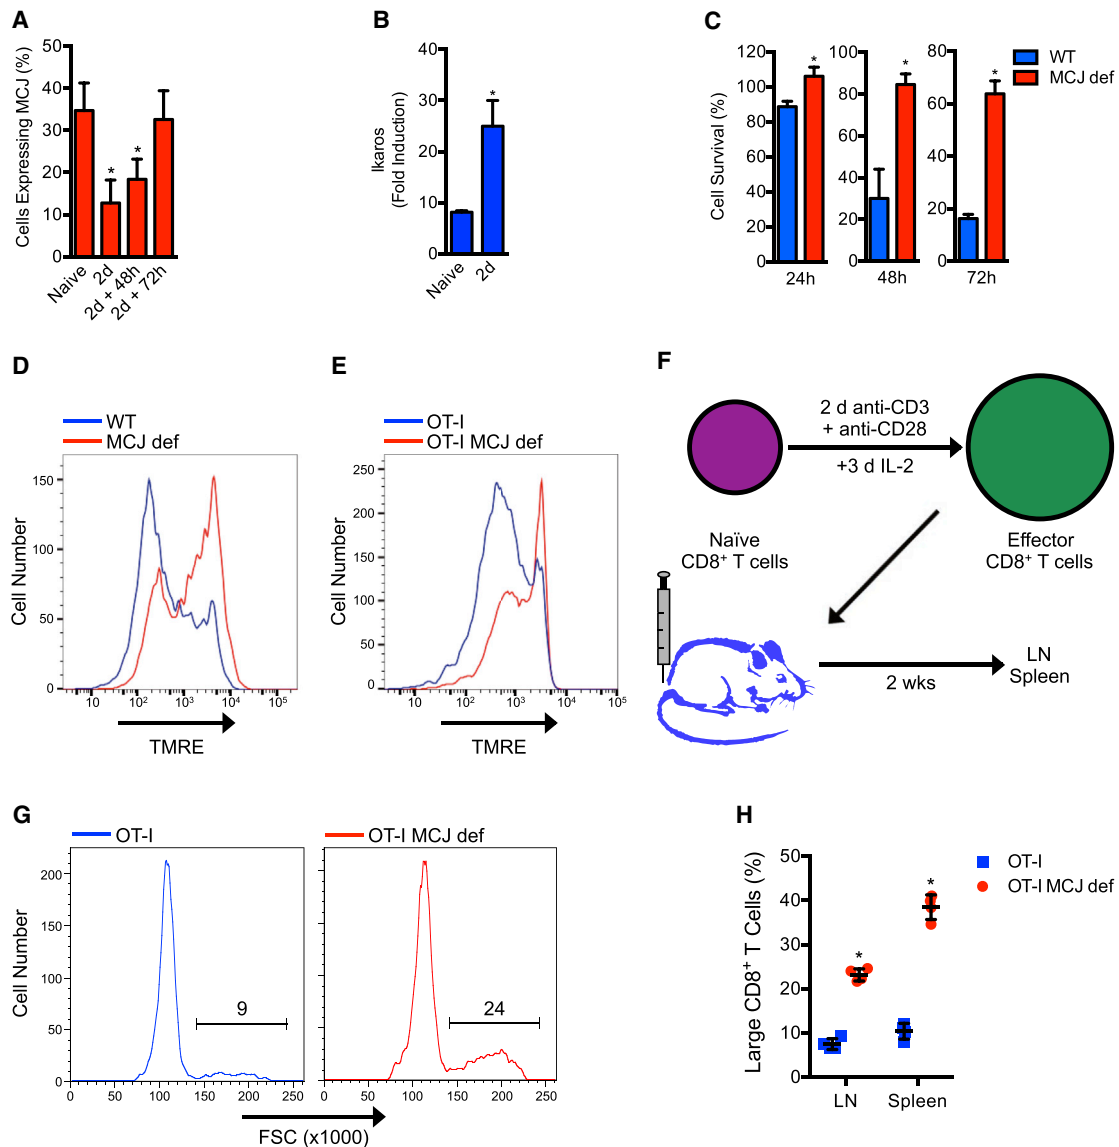 A
Cells Expressing MCJ (%)
50
40
30
20
10
0
*
*
Naive
2d
2d + 48h
2d + 72h
B
Ikaros
(Fold Induction)
40
30
20
10
0
*
Naive
2d
C
Cell Survival (%)
120
100
80
60
40
20
0
*
24h
100
80
60
40
20
0
*
48h
80
60
40
20
0
*
72h
WT
MCJ def
D
WT
MCJ def
Cell Number
150
100
50
0
10
10²
10³
10⁴
10⁵
TMRE
E
OT-I
OT-I MCJ def
Cell Number
250
200
150
100
50
0
10
10²
10³
10⁴
10⁵
TMRE
F
2 d anti-CD3
+ anti-CD28
+3 d IL-2
Naïve
CD8⁺ T cells
Effector
CD8⁺ T cells
2 wks
LN
Spleen
G
OT-I
OT-I MCJ def
Cell Number
200
150
100
50
0
9
0 50 100 150 200 250
24
0 50 100 150 200 250
FSC (x1000)
H
Large CD8⁺ T Cells (%)
50
40
30
20
10
0
*
*
LN
Spleen
OT-I
OT-I MCJ def